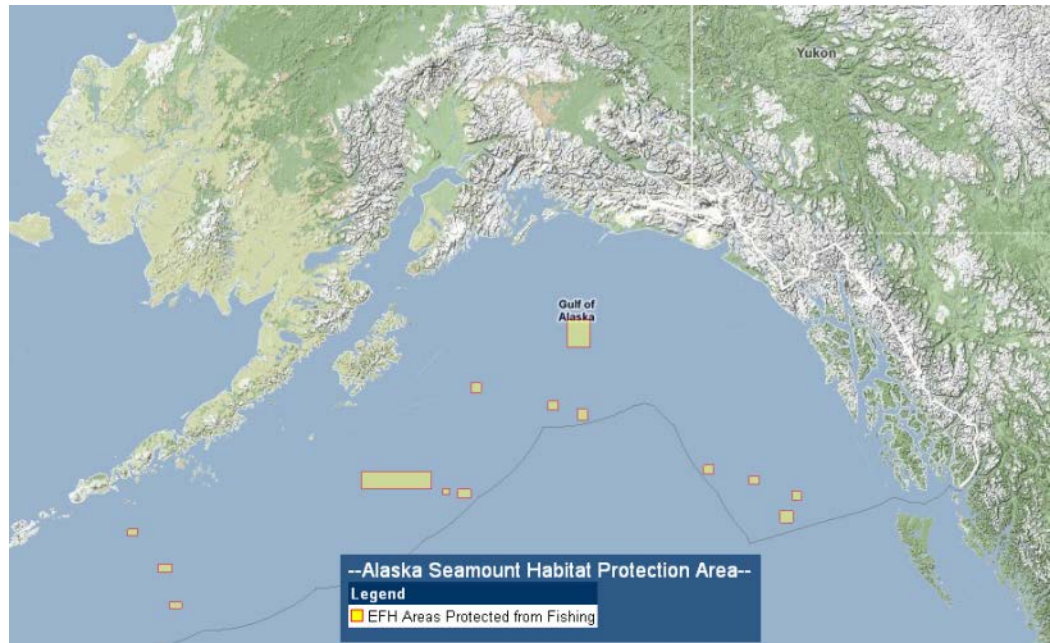 Yukon
Gulf of
Alaska
--Alaska Seamount Habitat Protection Area--
Legend
EFH Areas Protected from Fishing